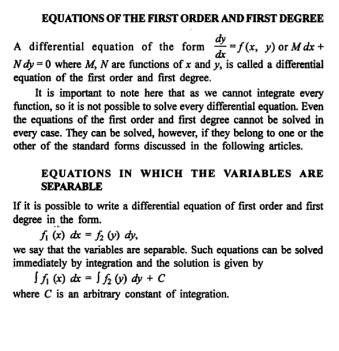 EQUATIONS OF THE FIRST ORDER AND FIRST DEGREE
A differential equation of the form dy/dx = f(x, y) or M dx +
N dy = 0 where M, N are functions of x and y, is called a differential
equation of the first order and first degree.
It is important to note here that as we cannot integrate every
function, so it is not possible to solve every differential equation. Even
the equations of the first order and first degree cannot be solved in
every case. They can be solved, however, if they belong to one or the
other of the standard forms discussed in the following articles.
EQUATIONS IN WHICH THE VARIABLES ARE
SEPARABLE
If it is possible to write a differential equation of first order and first
degree in the form.
f₁ (x) dx = f₂ (y) dy,
we say that the variables are separable. Such equations can be solved
immediately by integration and the solution is given by
∫ f₁ (x) dx = ∫ f₂ (y) dy + C
where C is an arbitrary constant of integration.